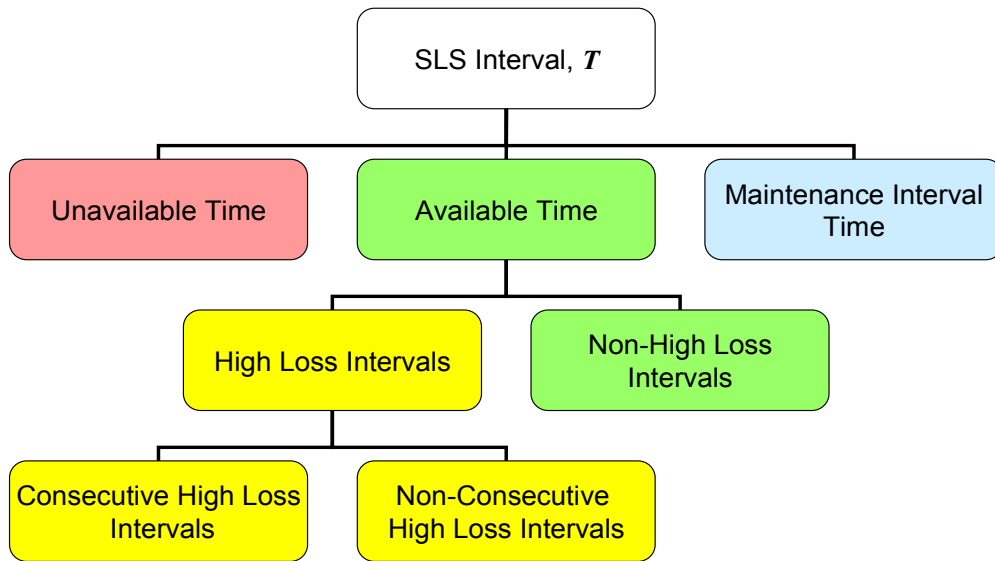 SLS Interval, T
Unavailable Time
Available Time
Maintenance Interval
Time
High Loss Intervals
Non-High Loss
Intervals
Consecutive High Loss
Intervals
Non-Consecutive
High Loss Intervals